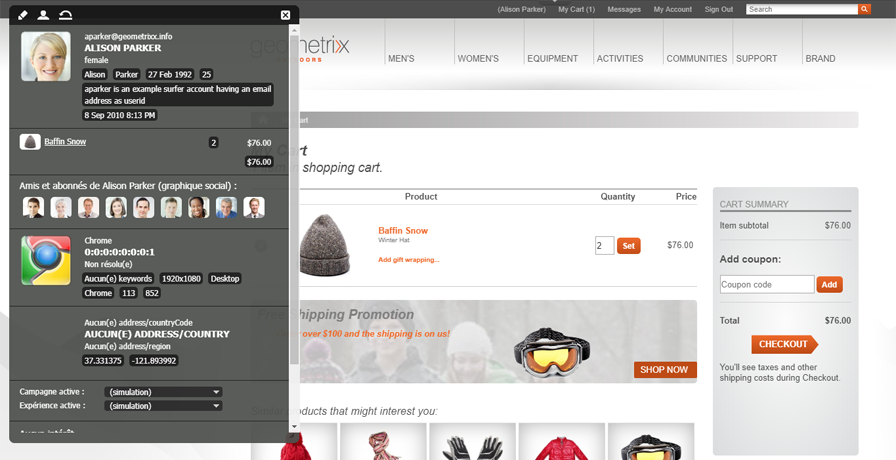 (Alison Parker) My Cart (1) Messages My Account Sign Out Search
aparker@geometrixx.info
ALISON PARKER
female
Alison Parker 27 Feb 1992 25
aparker is an example surfer account having an email
address as userid
8 Sep 2010 8:13 PM
Baffin Snow 2 $76.00
$76.00
Amis et abonnés de Alison Parker (graphique social) :
Chrome
0:0:0:0:0:0:0:1
Non résolu(e)
Aucun(e) keywords 1920x1080 Desktop
Chrome 113 852
Aucun(e) address/countryCode
AUCUN(E) ADDRESS/COUNTRY
Aucun(e) address/region
37.331375 -121.893992
Campagne active : (simulation)
Expérience active : (simulation)
geometrixx
MEN'S WOMEN'S EQUIPMENT ACTIVITIES COMMUNITIES SUPPORT BRAND
Cart
shopping cart.
Product Quantity Price
Baffin Snow
Winter Hat
Add gift wrapping...
2 Set $76.00
Free Shipping Promotion
over $100 and the shipping is on us!
SHOP NOW
products that might interest you:
CART SUMMARY
Item subtotal $76.00
Add coupon:
Coupon code Add
Total $76.00
CHECKOUT
You'll see taxes and other
shipping costs during Checkout.